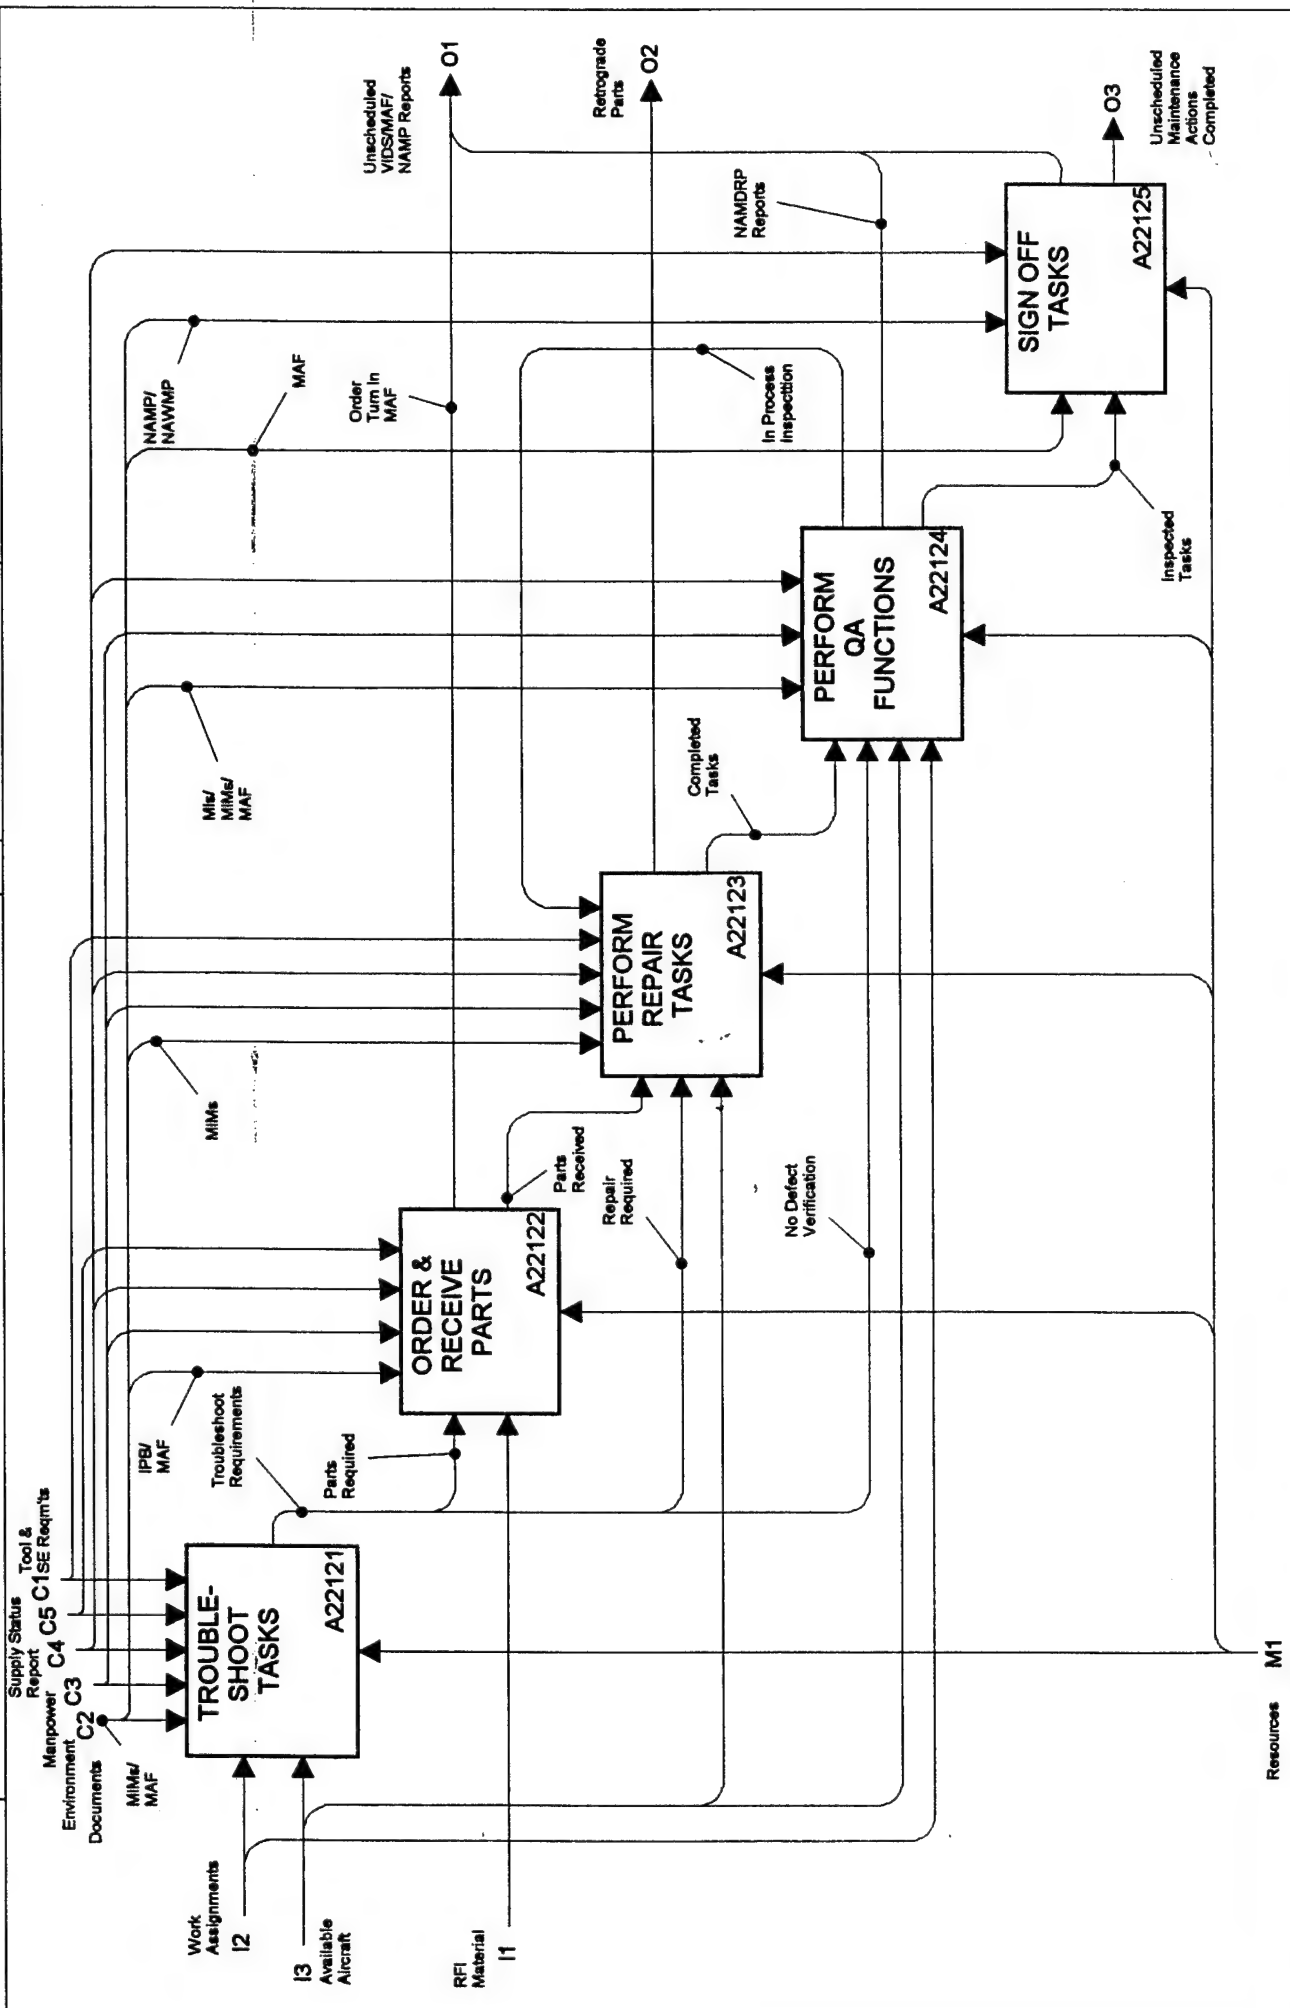 Tool &
SE Reqm'ts
C1
Supply Status
Report
C5
Manpower
C4
Environment
C3
Documents
C2
MIMs/
MAF
Work
Assignments
I2
I3
Available
Aircraft
RFI
Material
I1
TROUBLE-
SHOOT
TASKS
A22121
IPB/
MAF
Troubleshoot
Requirements
Parts
Required
ORDER &
RECEIVE
PARTS
A22122
MIMs
Parts
Received
Repair
Required
No Defect
Verification
PERFORM
REPAIR
TASKS
A22123
MIs/
MIMs/
MAF
Completed
Tasks
PERFORM
QA
FUNCTIONS
A22124
NAMP/
NAWMP
MAF
Order
Turn In
MAF
In Process
Inspecttion
Inspected
Tasks
NAMDRP
Reports
SIGN OFF
TASKS
A22125
Unscheduled
VIDS/MAF/
NAMP Reports
O1
Retrograde
Parts
O2
O3
Unscheduled
Maintenance
Actions
Completed
Resources
M1